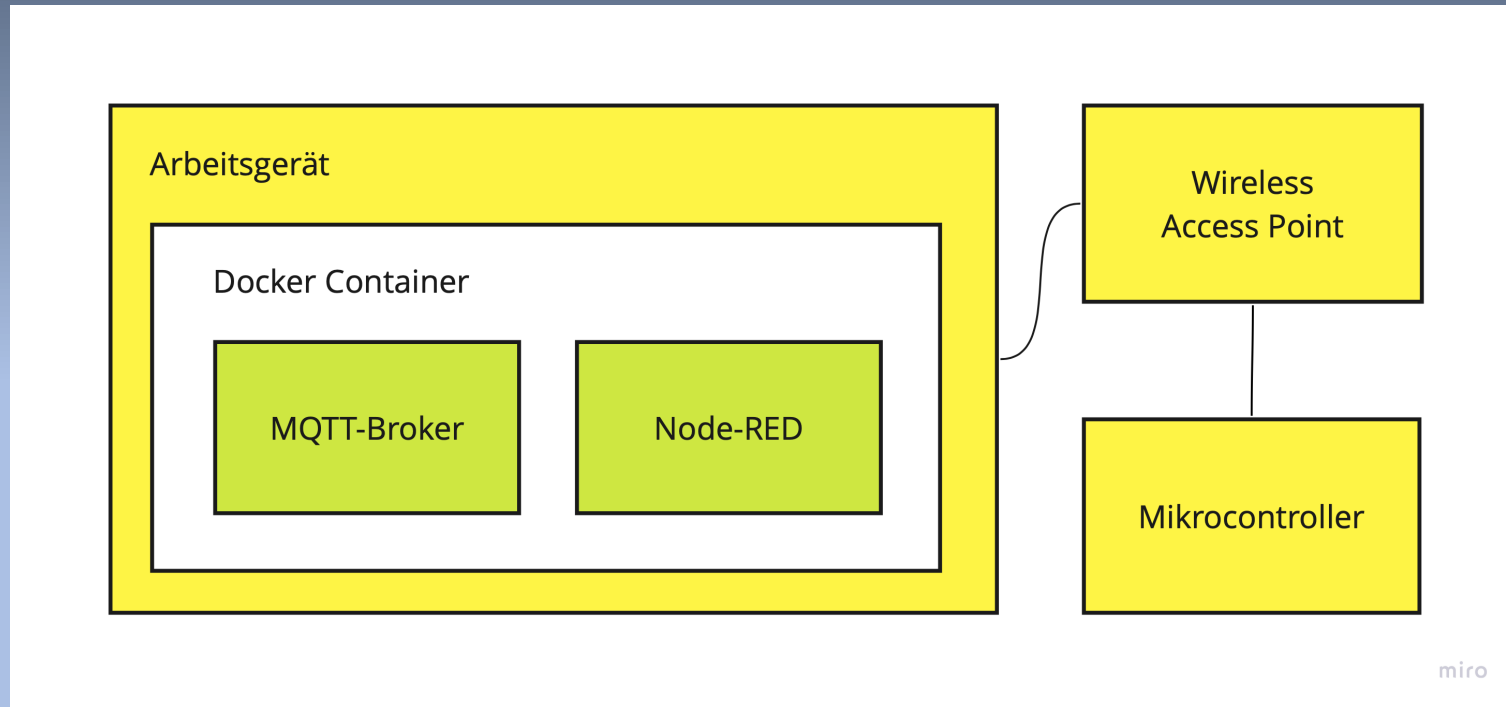 Arbeitsgerät
Docker Container
MQTT-Broker
Node-RED
Wireless
Access Point
Mikrocontroller
miro